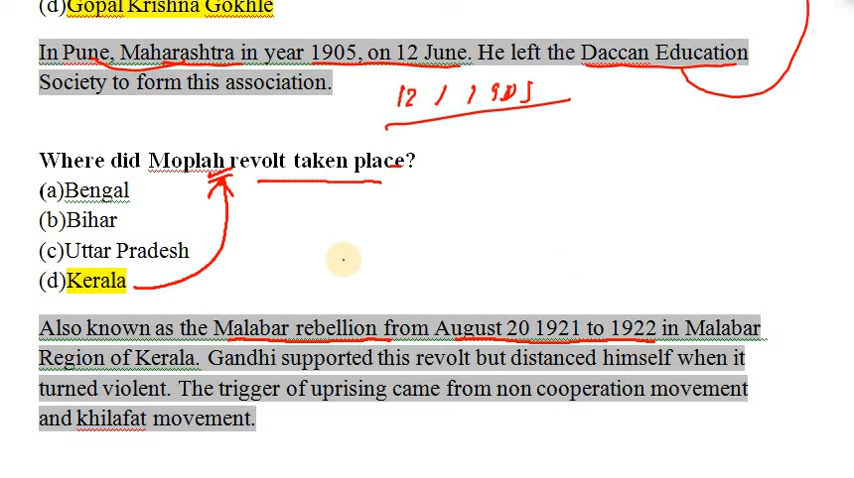 (d)Gopal Krishna Gokhle
In Pune, Maharashtra in year 1905, on 12 June. He left the Daccan Education
Society to form this association.
12 / / 1905
Where did Moplah revolt taken place?
(a)Bengal
(b)Bihar
(c)Uttar Pradesh
(d)Kerala
Also known as the Malabar rebellion from August 20 1921 to 1922 in Malabar
Region of Kerala. Gandhi supported this revolt but distanced himself when it
turned violent. The trigger of uprising came from non cooperation movement
and khilafat movement.